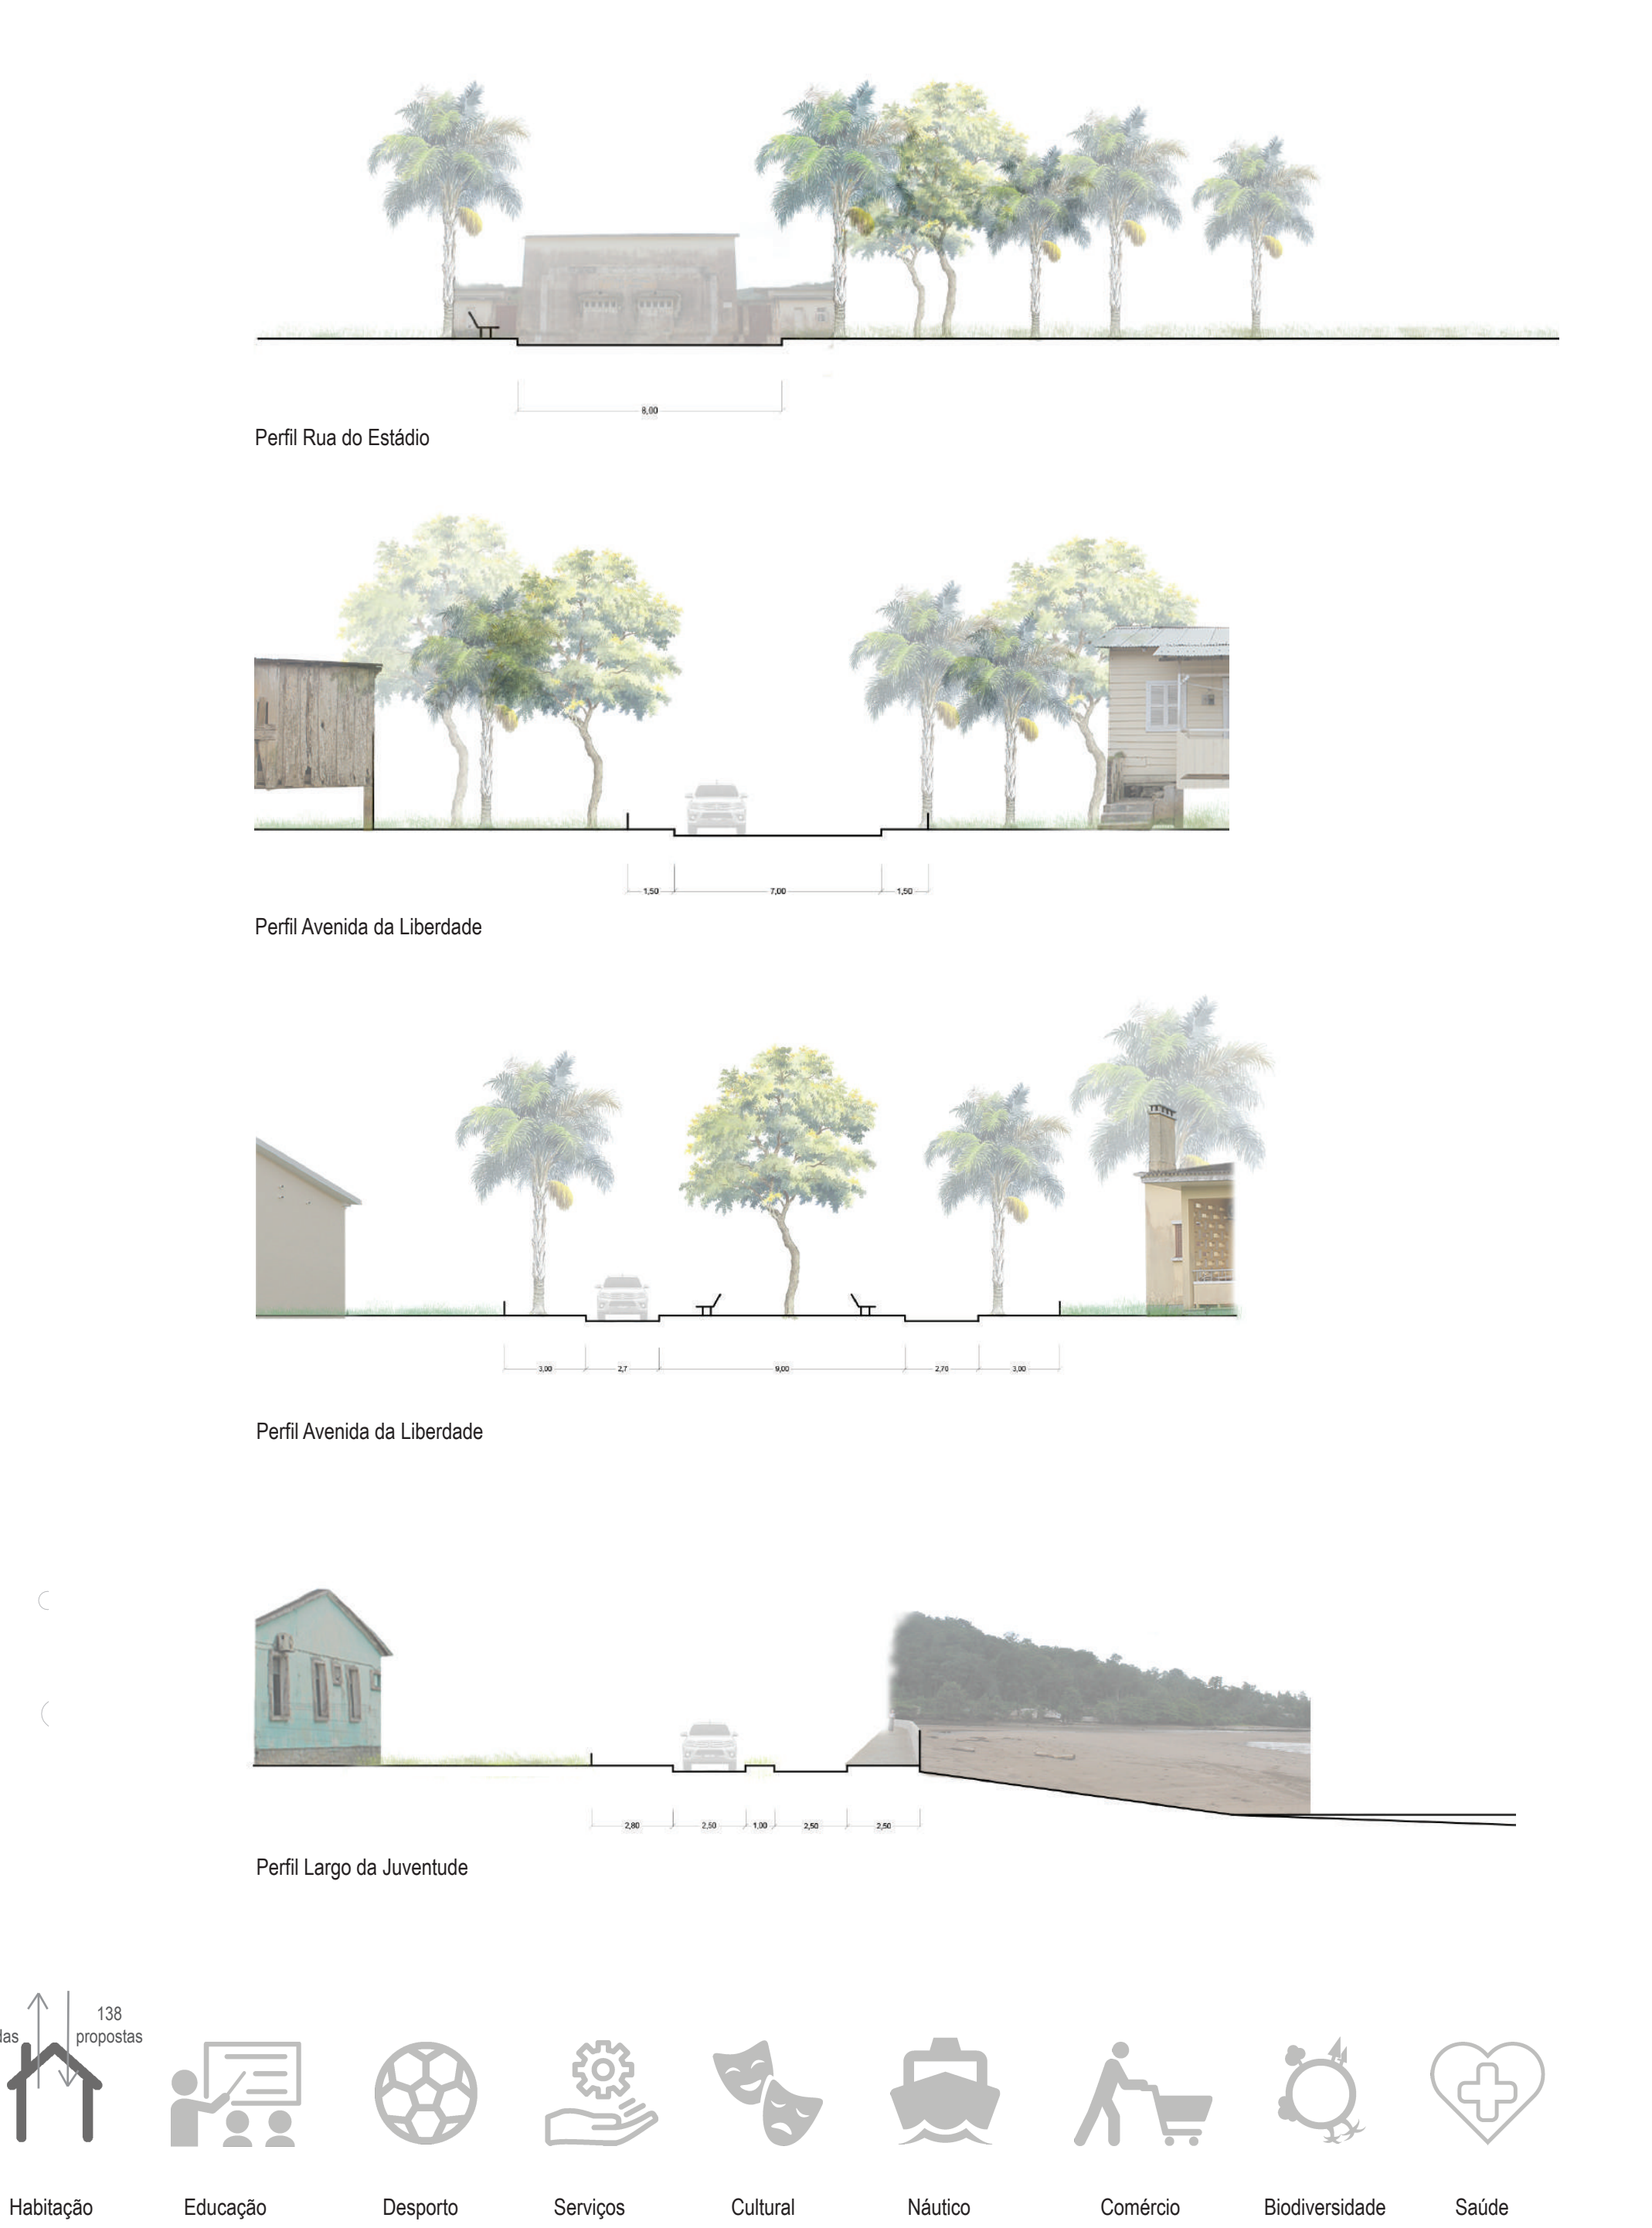 8,00
Perfil Rua do Estádio
1,50 7,00 1,50
Perfil Avenida da Liberdade
3,00 2,7 9,00 2,70 3,00
Perfil Avenida da Liberdade
2,80 2,50 1,00 2,50 2,50
Perfil Largo da Juventude
138
propostas
Habitação Educação Desporto Serviços Cultural Náutico Comércio Biodiversidade Saúde